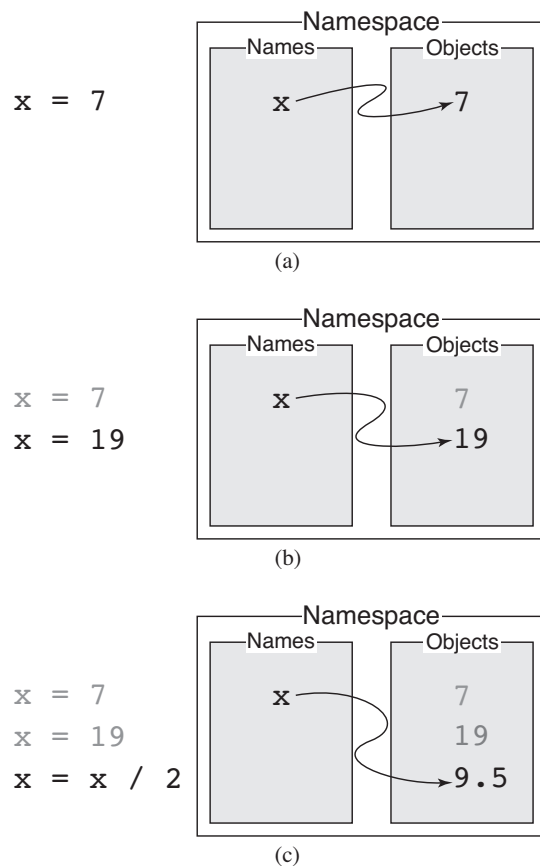 Namespace
Names Objects
x = 7 x 7
(a)
Namespace
Names Objects
x = 7 x 7
x = 19 19
(b)
Namespace
Names Objects
x = 7 x 7
x = 19 19
x = x / 2 9.5
(c)